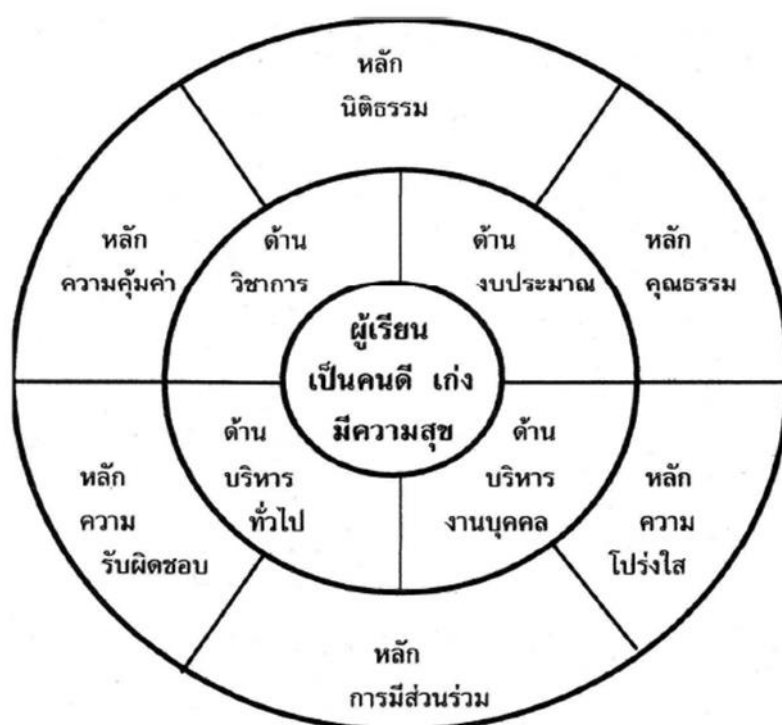 หลัก
นิติธรรม
หลัก
ความคุ้มค่า
ด้าน
วิชาการ
ด้าน
งบประมาณ
หลัก
คุณธรรม
ผู้เรียน
เป็นคนดี เก่ง
มีความสุข
หลัก
ความ
รับผิดชอบ
ด้าน
บริหาร
ทั่วไป
ด้าน
บริหาร
งานบุคคล
หลัก
ความ
โปร่งใส
หลัก
การมีส่วนร่วม